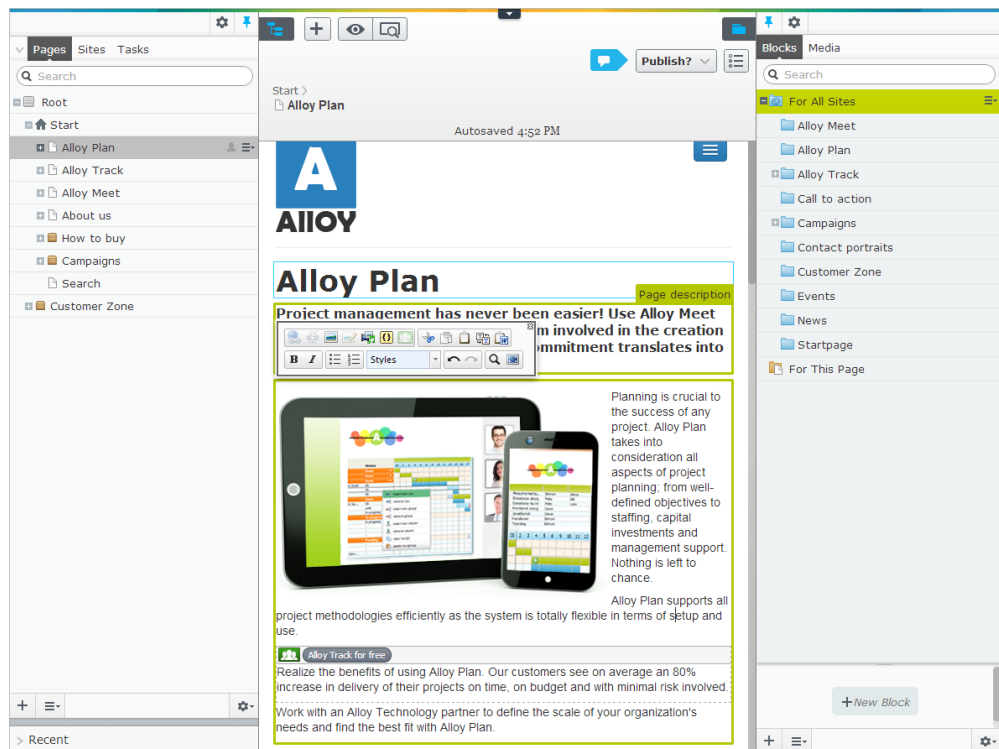 Pages
Sites
Tasks
Search
Root
Start
Alloy Plan
Alloy Track
Alloy Meet
About us
How to buy
Campaigns
Search
Customer Zone
Recent
Publish?
Start
Alloy Plan
Autosaved 4:52 PM
A
Alloy
Alloy Plan
Page description
Project management has never been easier! Use Alloy Meet
m involved in the creation
ommitment translates into
B I
Styles
Planning is crucial to
the success of any
project. Alloy Plan
takes into
consideration all
aspects of project
planning; from well-
defined objectives to
staffing, capital
investments and
management support.
Nothing is left to
chance.
Alloy Plan supports all
project methodologies efficiently as the system is totally flexible in terms of setup and
use.
Alloy Track for free
Realize the benefits of using Alloy Plan. Our customers see on average an 80%
increase in delivery of their projects on time, on budget and with minimal risk involved.
Work with an Alloy Technology partner to define the scale of your organization's
needs and find the best fit with Alloy Plan.
Blocks
Media
Search
For All Sites
Alloy Meet
Alloy Plan
Alloy Track
Call to action
Campaigns
Contact portraits
Customer Zone
Events
News
Startpage
For This Page
New Block